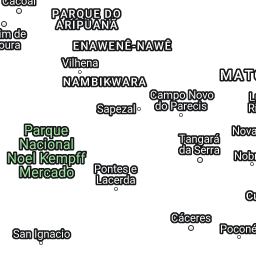 Cacoal
PARQUE DO
ARIPUANÃ
im de
oura
ENAWENÊ-NAWÊ
Vilhena
NAMBIKWARA
MATO
Campo Novo
do Parecis
Sapezal
Parque
Nacional
Noel Kempff
Mercado
Tangará
da Serra
Nova
Nob
Pontes e
Lacerda
Cáceres
Poconé
San Ignacio